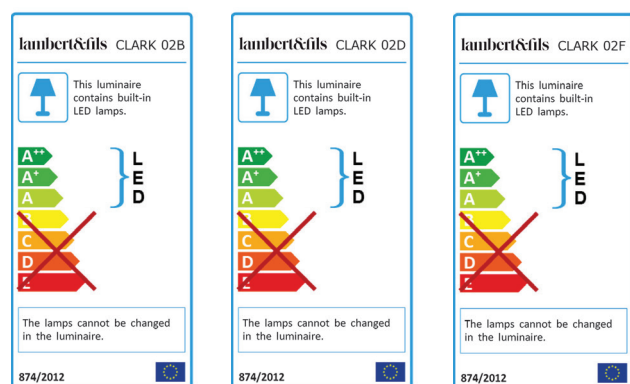 lambert&fils CLARK 02B
This luminaire
contains built-in
LED lamps.
A++
A+
A
B
C
D
E
L
E
D
The lamps cannot be changed
in the luminaire.
874/2012
lambert&fils CLARK 02D
This luminaire
contains built-in
LED lamps.
A++
A+
A
B
C
D
E
L
E
D
The lamps cannot be changed
in the luminaire.
874/2012
lambert&fils CLARK 02F
This luminaire
contains built-in
LED lamps.
A++
A+
A
B
C
D
E
L
E
D
The lamps cannot be changed
in the luminaire.
874/2012